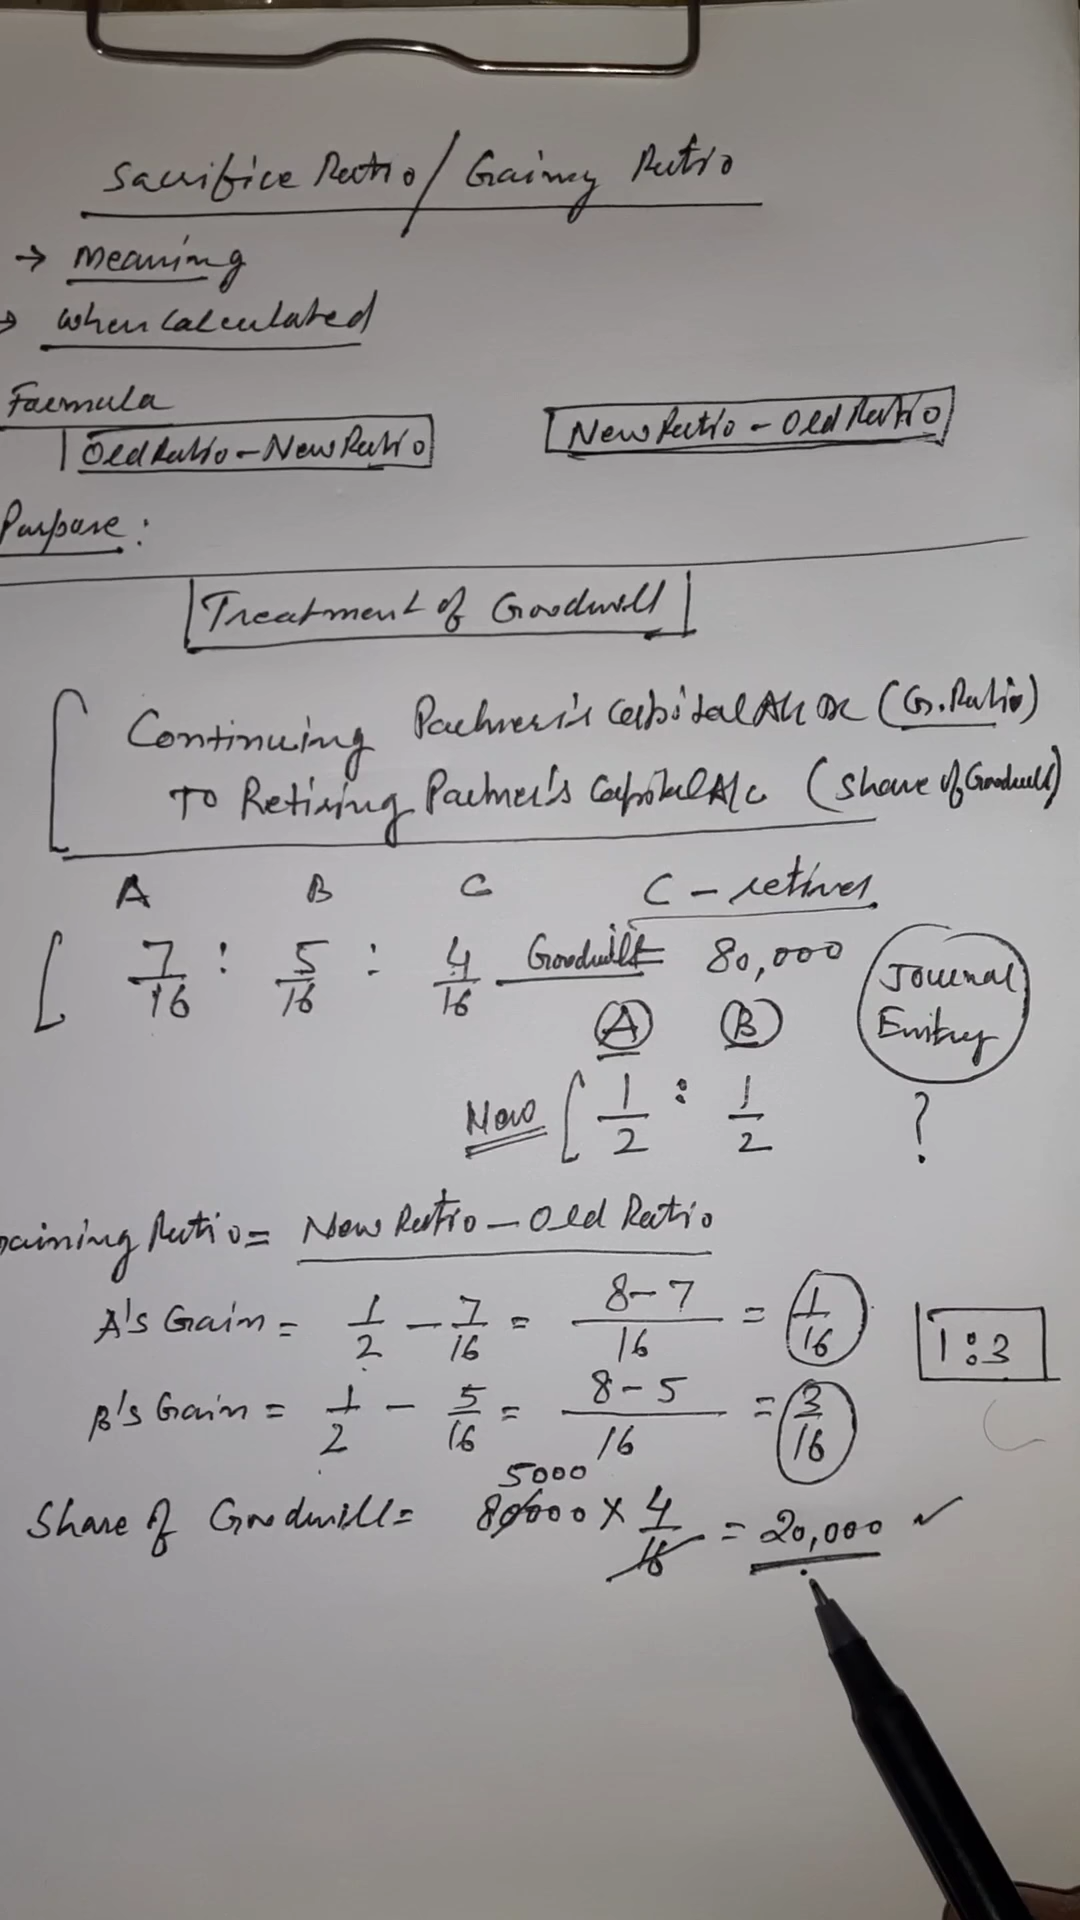 Sacrifice Ratio / Gaining Ratio
→ Meaning
→ When Calculated
Formula
Old Ratio - New Ratio
New Ratio - Old Ratio
Purpose:
Treatment of Goodwill
Continuing Partner's Capital A/c Dr (G. Ratio)
To Retiring Partner's Capital A/c (Share of Goodwill)
A B C C - retires
7/16 : 5/16 : 4/16 Goodwill = 80,000
Journal Entry ?
A B
New [ 1/2 : 1/2
aining Ratio = New Ratio - Old Ratio
A's Gain = 1/2 - 7/16 = 8-7/16 = 1/16
1:3
B's Gain = 1/2 - 5/16 = 8-5/16 = 3/16
5000
Share of Goodwill = 80000 × 4/16 = 20,000 ✓